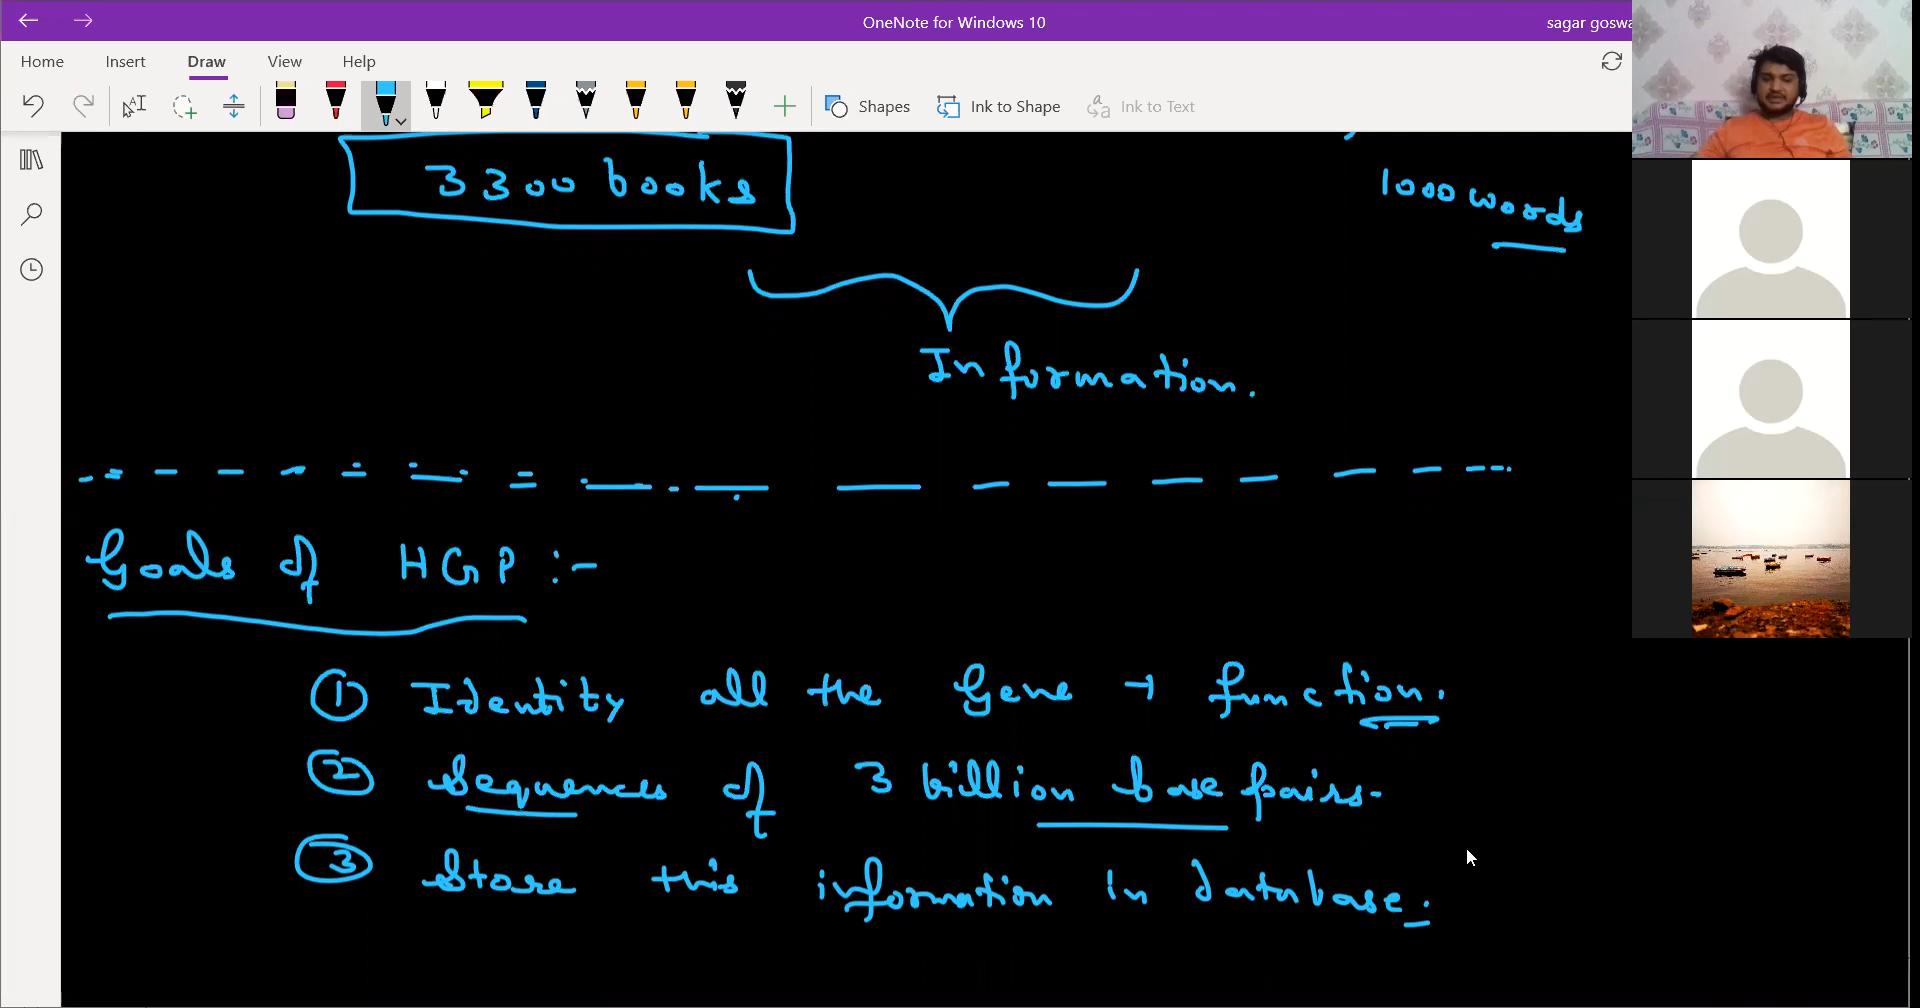 OneNote for Windows 10
sagar goswa
Home Insert Draw View Help
Shapes Ink to Shape Ink to Text
3300 books
1000 words
Information.
Goals of HGP :-
① Identity all the Gene → function.
② Sequences of 3 billion base pairs-
③ Store this information in database.